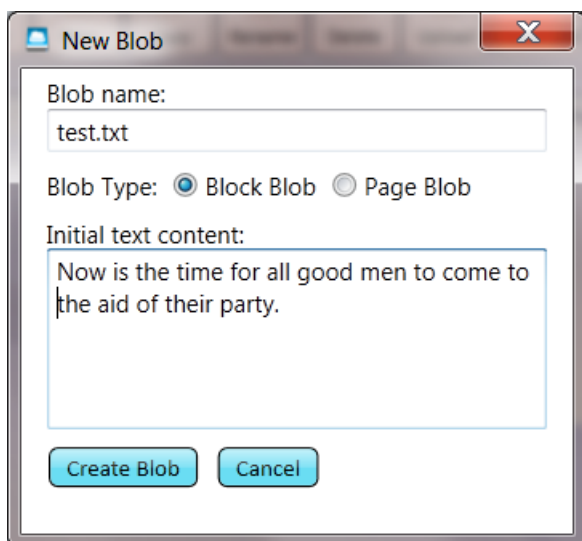 New Blob
X
Blob name:
test.txt
Blob Type: Block Blob Page Blob
Initial text content:
Now is the time for all good men to come to
the aid of their party.
Create Blob Cancel